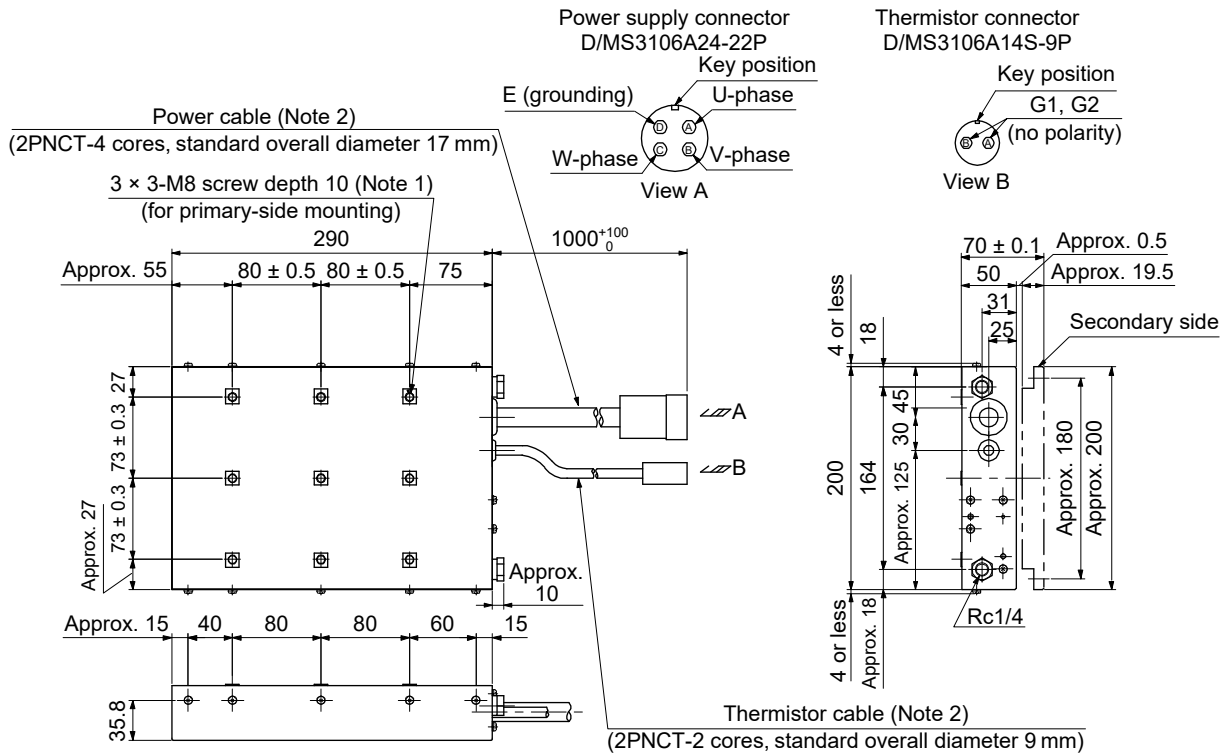 Power supply connector
D/MS3106A24-22P
Thermistor connector
D/MS3106A14S-9P
Key position
E (grounding)
U-phase
D
A
C
B
W-phase
V-phase
View A
Key position
G1, G2
(no polarity)
B
A
View B
Power cable (Note 2)
(2PNCT-4 cores, standard overall diameter 17 mm)
3 × 3-M8 screw depth 10 (Note 1)
(for primary-side mounting)
290
1000 +100 0
Approx. 55
80 ± 0.5
80 ± 0.5
75
27
73 ± 0.3
73 ± 0.3
Approx. 27
A
B
Approx.
10
70 ± 0.1
Approx. 0.5
50
Approx. 19.5
31
25
Secondary side
4 or less
18
45
30
200
164
Approx. 125
Approx. 180
Approx. 200
4 or less
Approx. 18
Rc1/4
Approx. 15
40
80
80
60
15
35.8
Thermistor cable (Note 2)
(2PNCT-2 cores, standard overall diameter 9 mm)